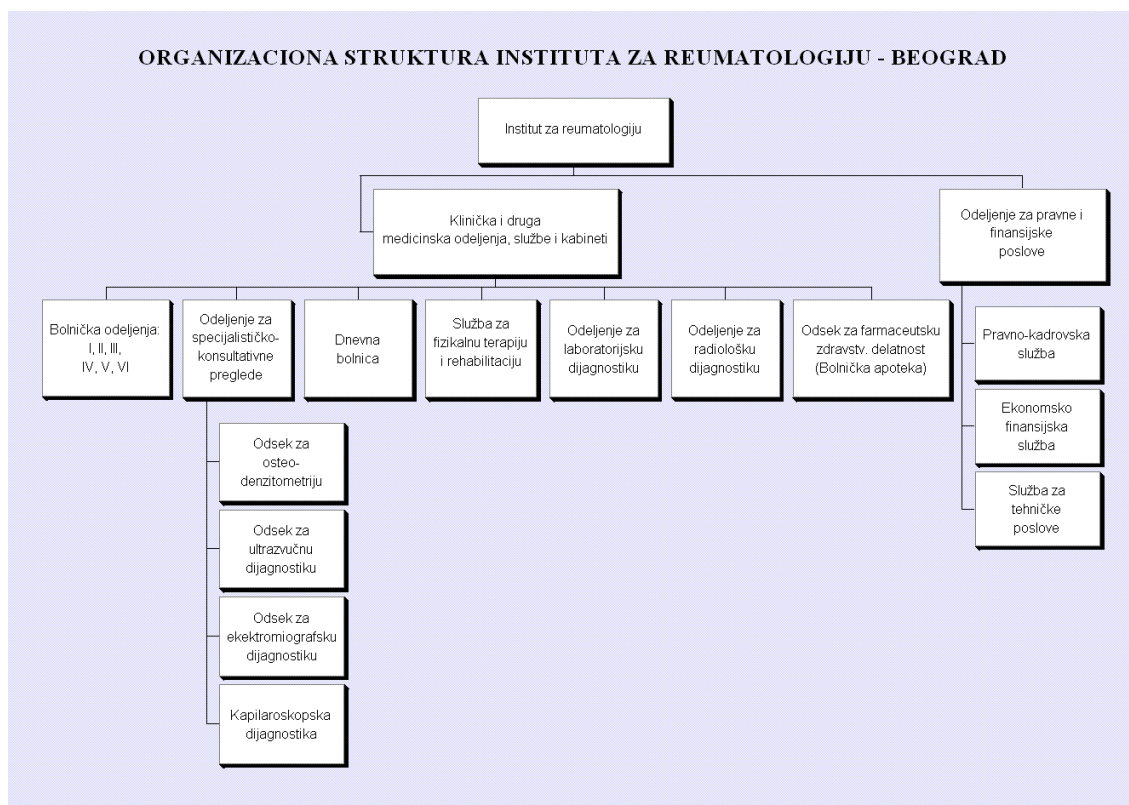 ORGANIZACIONA STRUKTURA INSTITUTA ZA REUMATOLOGIJU - BEOGRAD
Institut za reumatologiju
Klinička i druga
medicinska odeljenja, službe i kabineti
Odeljenje za pravne i
finansijske
poslove
Bolnička odeljenja:
I, II, III,
IV, V, VI
Odeljenje za
specijalističko-
konsultativne
preglede
Dnevna
bolnica
Služba za
fizikalnu terapiju
i rehabilitaciju
Odeljenje za
laboratorijsku
dijagnostiku
Odeljenje za
radiološku
dijagnostiku
Odsek za farmaceutsku
zdravstv. delatnost
(Bolnička apoteka)
Pravno-kadrovska
služba
Ekonomsko
finansijska
služba
Služba za
tehničke
poslove
Odsek za
osteo-
denzitometriju
Odsek za
ultrazvučnu
dijagnostiku
Odsek za
ekektromiografsku
dijagnostiku
Kapilaroskopska
dijagnostika